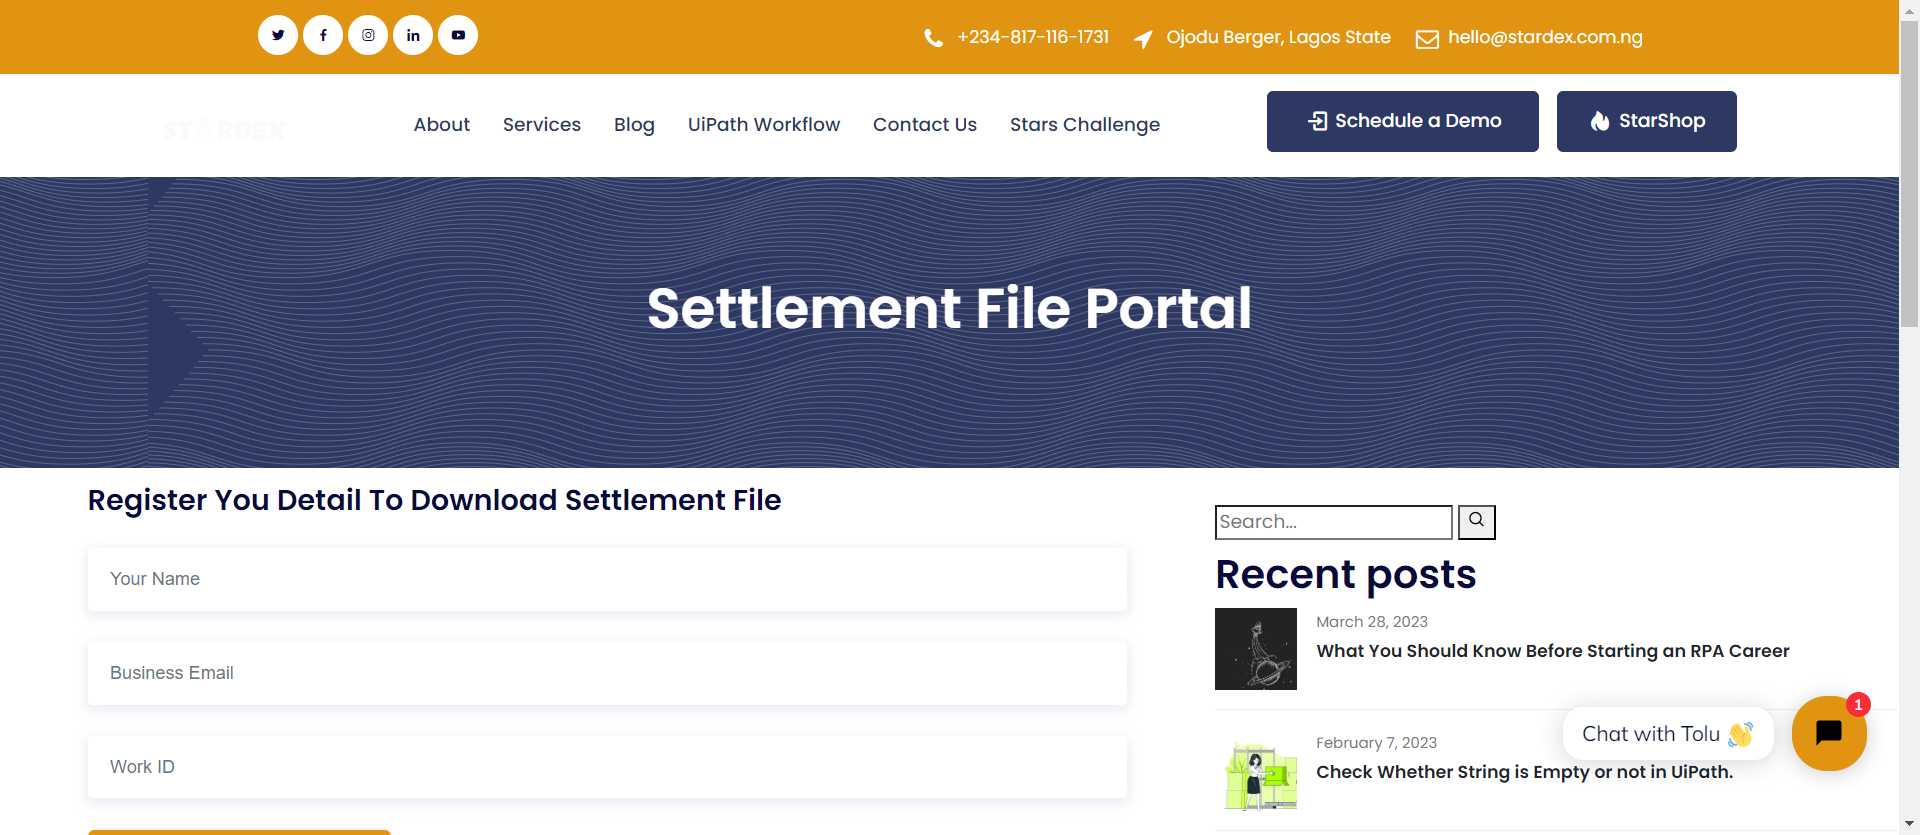 +234-817-116-1731 Ojodu Berger, Lagos State hello@stardex.com.ng
STARDEX About Services Blog UiPath Workflow Contact Us Stars Challenge Schedule a Demo StarShop
Settlement File Portal
Register You Detail To Download Settlement File
Your Name
Business Email
Work ID
Search...
Recent posts
March 28, 2023
What You Should Know Before Starting an RPA Career
February 7, 2023
Check Whether String is Empty or not in UiPath.
Chat with Tolu 👋
1